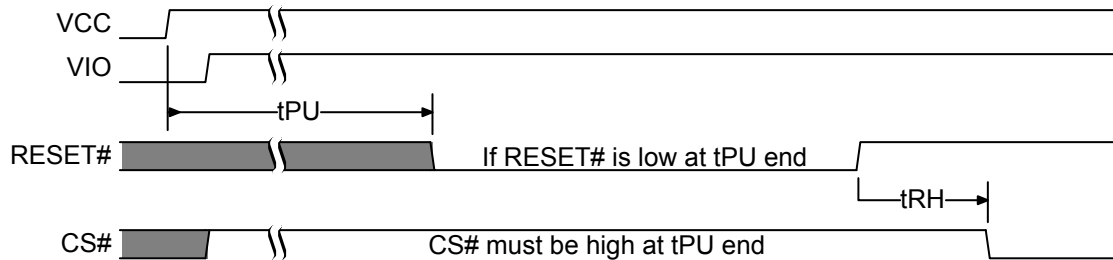 VCC
VIO
tPU
RESET#
If RESET# is low at tPU end
tRH
CS#
CS# must be high at tPU end